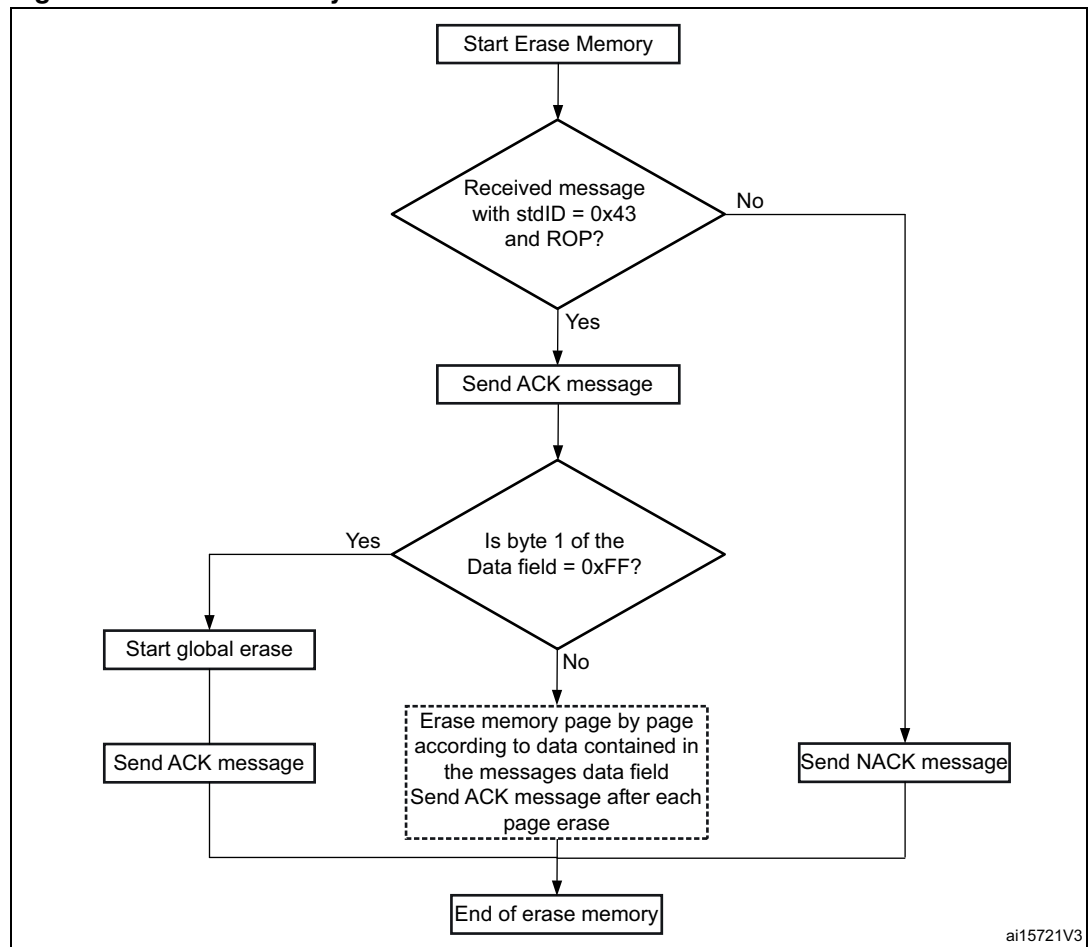 Start Erase Memory
Received message
with stdID = 0x43
and ROP?
No
Yes
Send ACK message
Yes
Is byte 1 of the
Data field = 0xFF?
Start global erase
No
Erase memory page by page
according to data contained in
the messages data field
Send ACK message after each
page erase
Send ACK message
Send NACK message
End of erase memory
ai15721V3